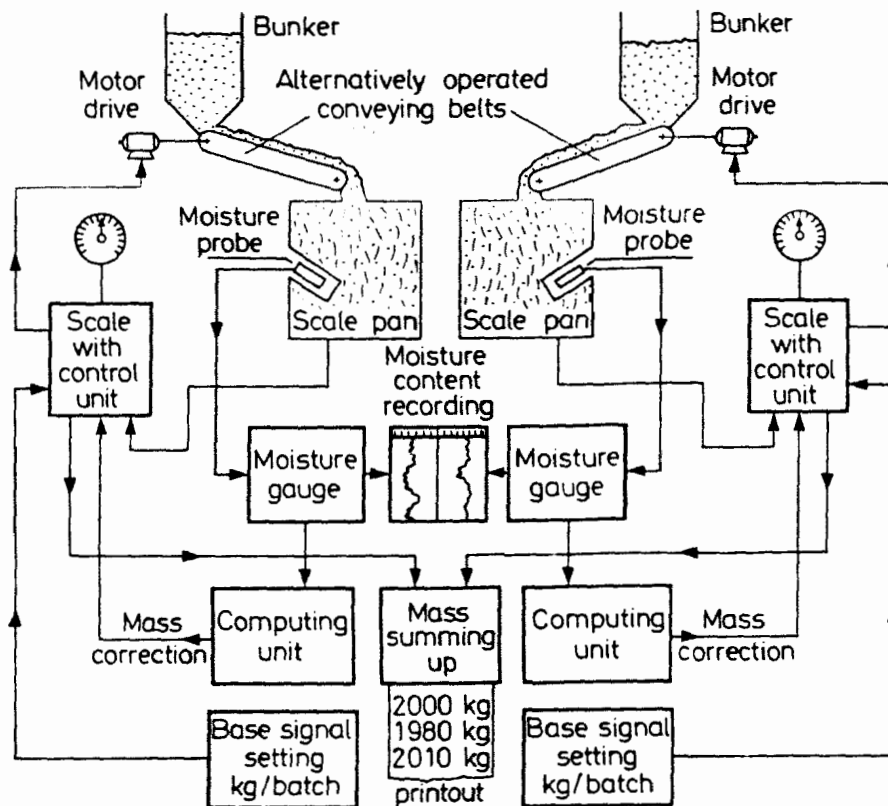 Bunker
Bunker
Motor
drive
Alternatively operated
conveying belts
Motor
drive
Moisture
probe
Moisture
probe
Scale pan
Scale pan
Scale
with
control
unit
Moisture
content
recording
Scale
with
control
unit
Moisture
gauge
Moisture
gauge
Mass
correction
Computing
unit
Mass
summing
up
Computing
unit
Mass
correction
2000 kg
1980 kg
2010 kg
printout
Base signal
setting
kg/batch
Base signal
setting
kg/batch